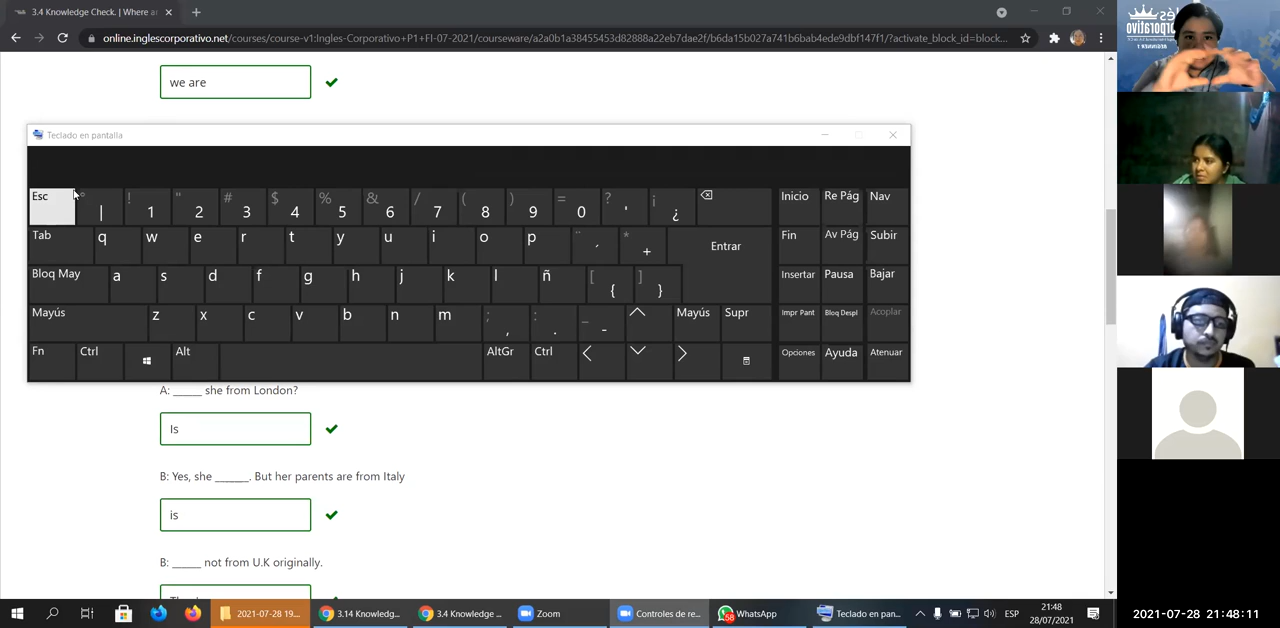 3.4 Knowledge Check. | Where a
online.inglescorporativo.net/courses/course-v1:Ingles-Corporativo+P1+FI-07-2021/courseware/a2a0b1a38455453d82888a22eb7dae2f/b6da15b027a741b6bab4ede9dbf147f1/?activate_block_id=block...
we are
Teclado en pantalla
Esc ° | ! 1 " 2 # 3 $ 4 % 5 & 6 / 7 ( 8 ) 9 = 0 ? ' ¡ ¿ Inicio Re Pág Nav
Tab q w e r t y u i o p ¨ ´ * + Entrar Fin Av Pág Subir
Bloq May a s d f g h j k l ñ [ { ] } Insertar Pausa Bajar
Mayús z x c v b n m ; , : . _ - Mayús Supr Impr Pant Bloq Despl Acoplar
Fn Ctrl Alt AltGr Ctrl Opciones Ayuda Atenuar
A: _____ she from London?
Is
B: Yes, she ______. But her parents are from Italy
is
B: _____ not from U.K originally.
2021-07-28 19... 3.14 Knowledg... 3.4 Knowledge ... Zoom Controles de re... WhatsApp 68 Teclado en pan... ESP 21:48
28/07/2021
2021-07-28 21:48:11